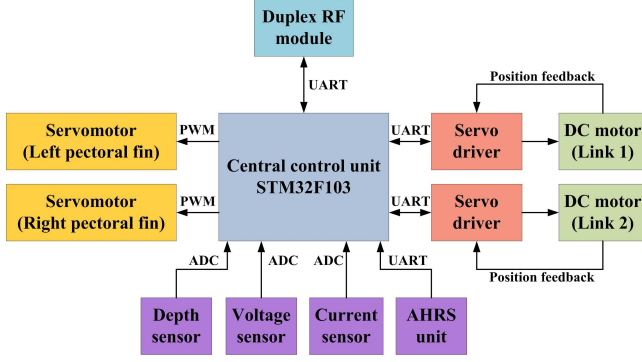 Duplex RF
module
UART
Position feedback
Servomotor
(Left pectoral fin)
PWM
Central control unit
STM32F103
UART
Servo
driver
DC motor
(Link 1)
Servomotor
(Right pectoral fin)
PWM
UART
Servo
driver
DC motor
(Link 2)
Position feedback
ADC
ADC
ADC
UART
Depth
sensor
Voltage
sensor
Current
sensor
AHRS
unit